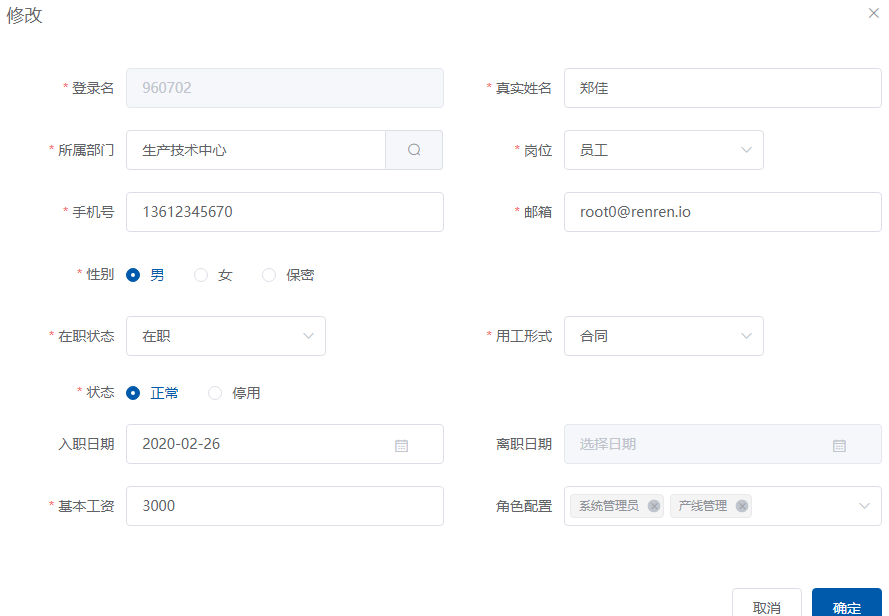 修改
* 登录名 960702 * 真实姓名 郑佳
* 所属部门 生产技术中心 * 岗位 员工
* 手机号 13612345670 * 邮箱 root0@renren.io
* 性别 男 女 保密
* 在职状态 在职 * 用工形式 合同
* 状态 正常 停用
入职日期 2020-02-26 离职日期 选择日期
* 基本工资 3000 角色配置 系统管理员 产线管理
取消 确定